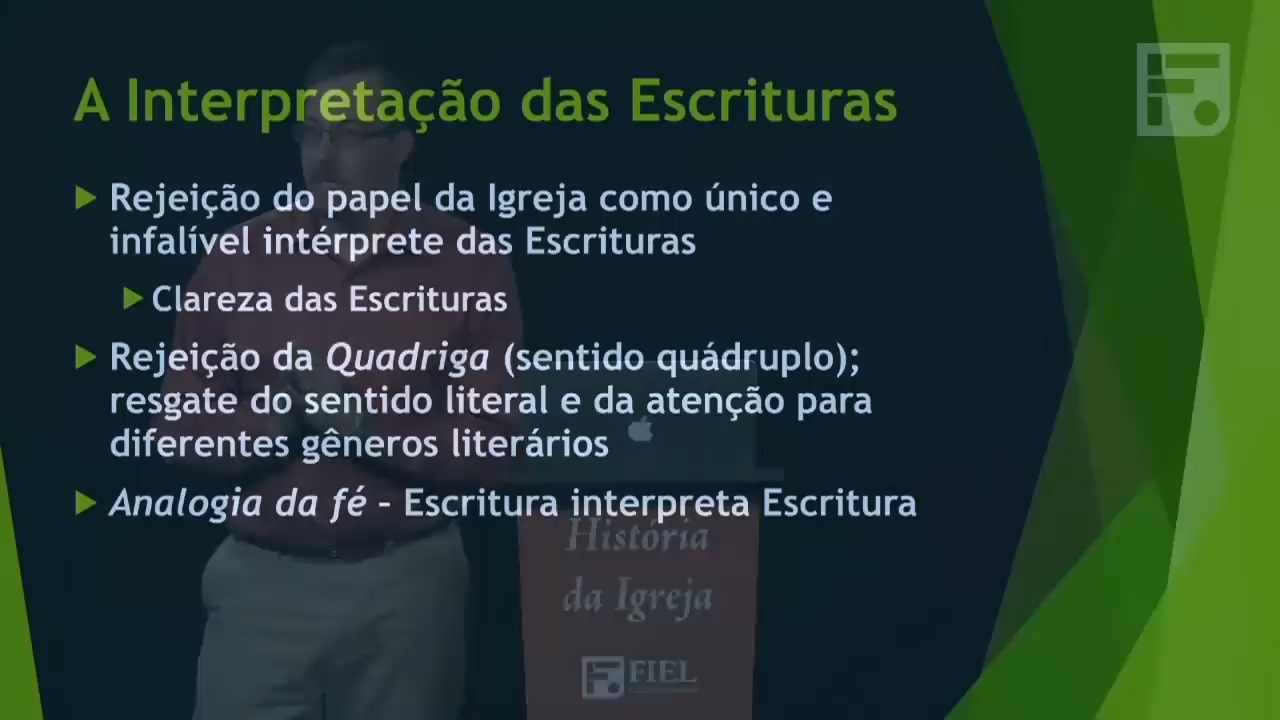 A Interpretação das Escrituras
Rejeição do papel da Igreja como único e
infalível intérprete das Escrituras
Clareza das Escrituras
Rejeição da Quadriga (sentido quádruplo);
resgate do sentido literal e da atenção para
diferentes gêneros literários
Analogia da fé – Escritura interpreta Escritura
História
da Igreja
FIEL